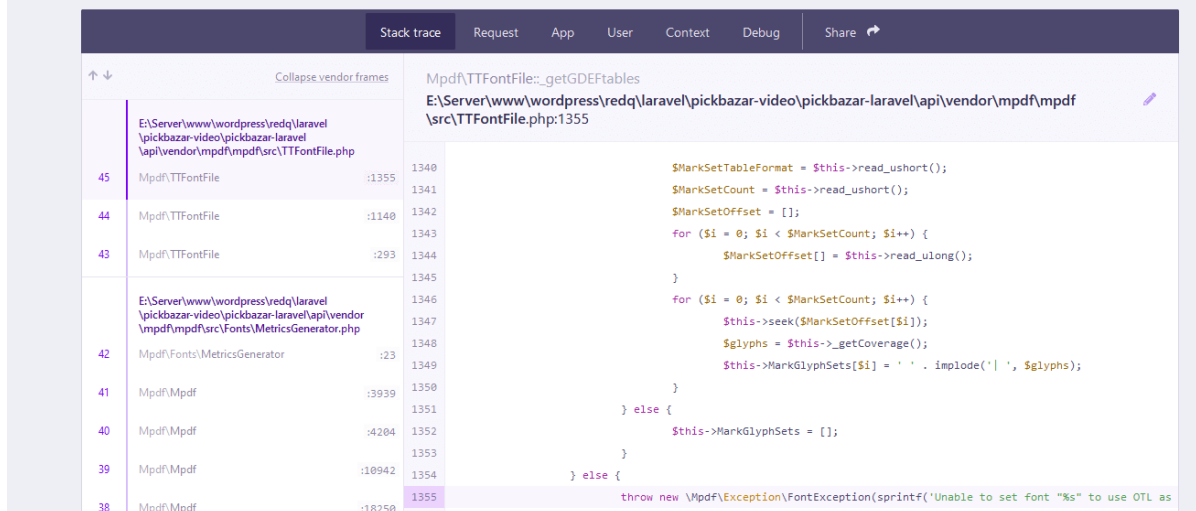 Stack trace Request App User Context Debug Share
Collapse vendor frames
E:\Server\www\wordpress\redq\laravel
\pickbazar-video\pickbazar-laravel
\api\vendor\mpdf\mpdf\src\TTFontFile.php
45 Mpdf\TTFontFile :1355
44 Mpdf\TTFontFile :1140
43 Mpdf\TTFontFile :293
E:\Server\www\wordpress\redq\laravel
\pickbazar-video\pickbazar-laravel\api\vendor
\mpdf\mpdf\src\Fonts\MetricsGenerator.php
42 Mpdf\Fonts\MetricsGenerator :23
41 Mpdf\Mpdf :3939
40 Mpdf\Mpdf :4204
39 Mpdf\Mpdf :10942
38 Mpdf\Mpdf :18250
Mpdf\TTFontFile::_getGDEFtables
E:\Server\www\wordpress\redq\laravel\pickbazar-video\pickbazar-laravel\api\vendor\mpdf\mpdf
\src\TTFontFile.php:1355
1340 $MarkSetTableFormat = $this->read_ushort();
1341 $MarkSetCount = $this->read_ushort();
1342 $MarkSetOffset = [];
1343 for ($i = 0; $i < $MarkSetCount; $i++) {
1344 $MarkSetOffset[] = $this->read_ulong();
1345 }
1346 for ($i = 0; $i < $MarkSetCount; $i++) {
1347 $this->seek($MarkSetOffset[$i]);
1348 $glyphs = $this->_getCoverage();
1349 $this->MarkGlyphSets[$i] = ' ' . implode('| ', $glyphs);
1350 }
1351 } else {
1352 $this->MarkGlyphSets = [];
1353 }
1354 } else {
1355 throw new \Mpdf\Exception\FontException(sprintf('Unable to set font "%s" to use OTL as